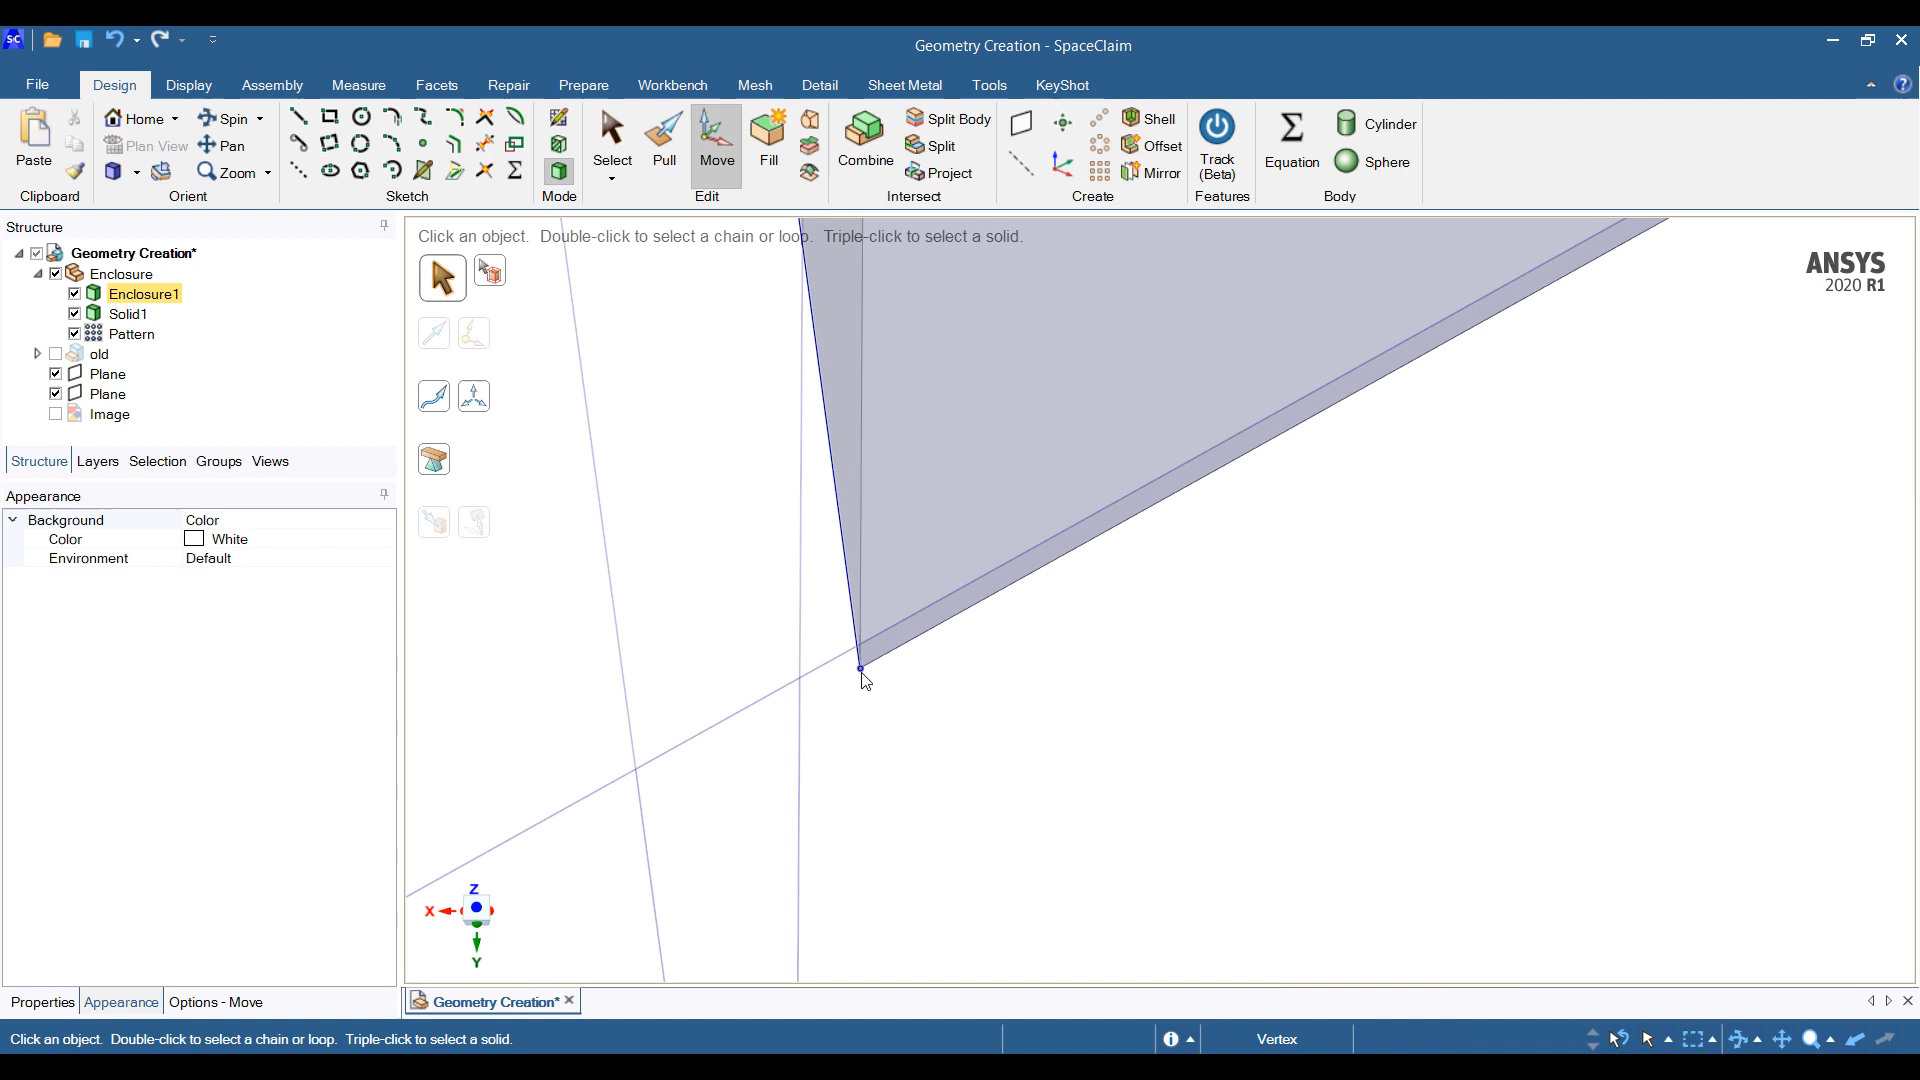 SC
Geometry Creation - SpaceClaim
File Design Display Assembly Measure Facets Repair Prepare Workbench Mesh Detail Sheet Metal Tools KeyShot
Paste
Clipboard
Home Spin
Plan View Pan
Zoom
Orient
Sketch
Mode
Select Pull Move Fill
Edit
Combine
Split Body
Split
Project
Intersect
Shell
Offset
Mirror
Create
Track
(Beta)
Features
Equation
Cylinder
Sphere
Body
Structure
Geometry Creation*
Enclosure
Enclosure1
Solid1
Pattern
old
Plane
Plane
Image
Structure Layers Selection Groups Views
Appearance
Background Color
Color White
Environment Default
Properties Appearance Options - Move
Click an object. Double-click to select a chain or loop. Triple-click to select a solid.
ANSYS
2020 R1
Z
X
Y
Geometry Creation*
Click an object. Double-click to select a chain or loop. Triple-click to select a solid.
Vertex